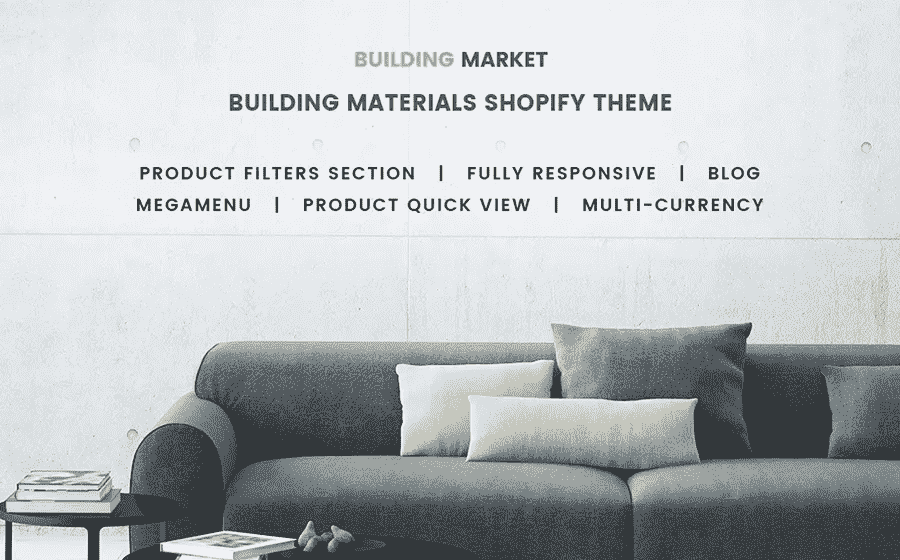 BUILDING MARKET
BUILDING MATERIALS SHOPIFY THEME
PRODUCT FILTERS SECTION | FULLY RESPONSIVE | BLOG
MEGAMENU | PRODUCT QUICK VIEW | MULTI-CURRENCY